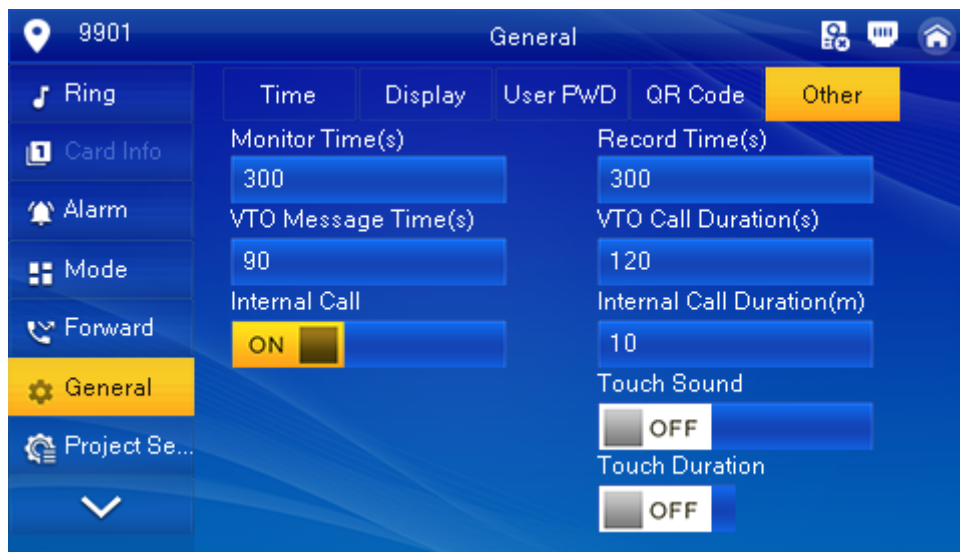 9901
General
Ring
Card Info
Alarm
Mode
Forward
General
Project Se...
Time
Display
User PWD
QR Code
Other
Monitor Time(s)
300
Record Time(s)
300
VTO Message Time(s)
90
VTO Call Duration(s)
120
Internal Call
ON
Internal Call Duration(m)
10
Touch Sound
OFF
Touch Duration
OFF